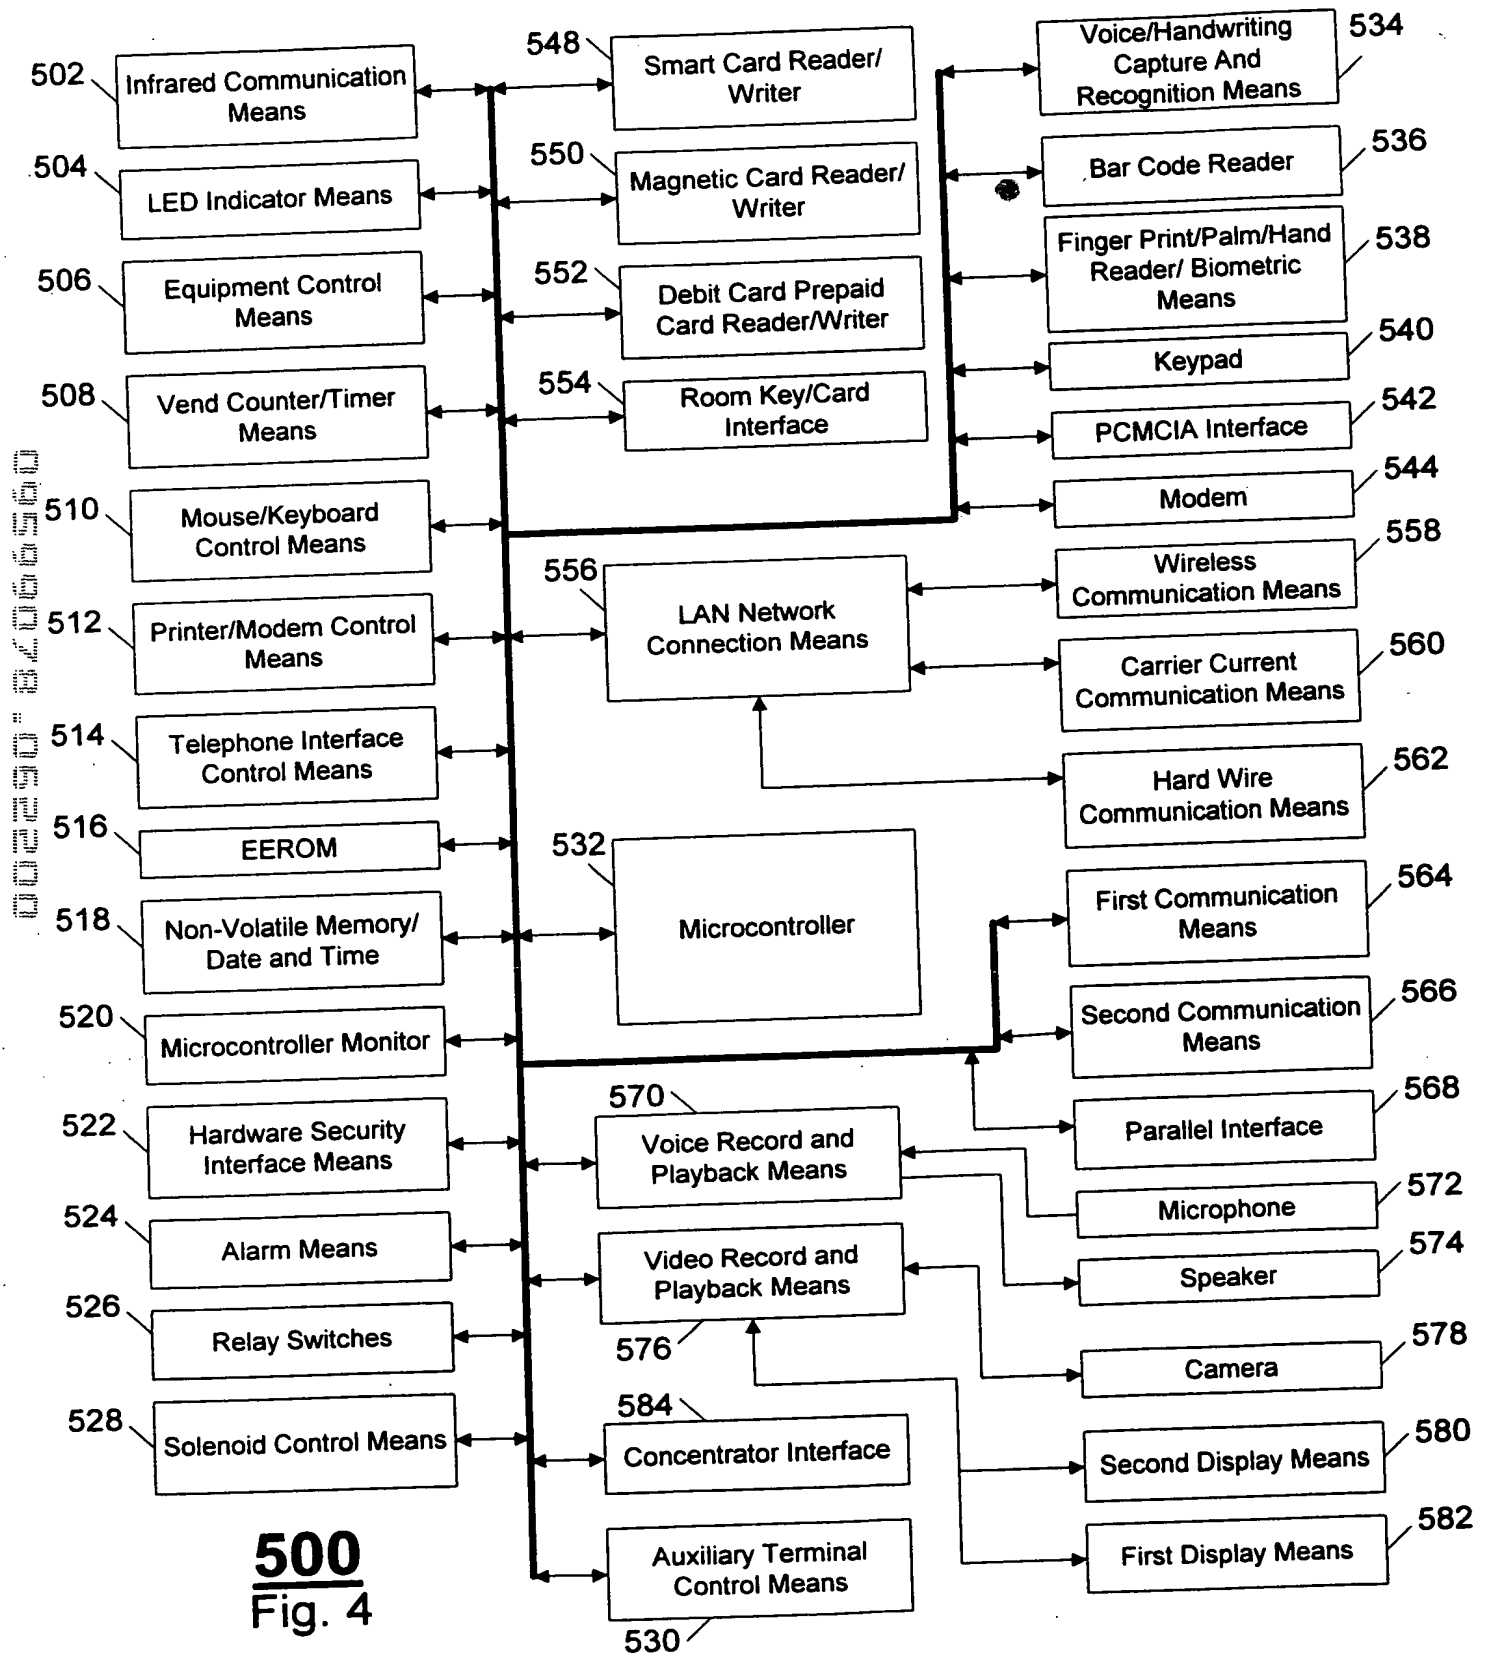 502
Infrared Communication
Means
504
LED Indicator Means
506
Equipment Control
Means
508
Vend Counter/Timer
Means
510
Mouse/Keyboard
Control Means
512
Printer/Modem Control
Means
514
Telephone Interface
Control Means
516
EEROM
518
Non-Volatile Memory/
Date and Time
520
Microcontroller Monitor
522
Hardware Security
Interface Means
524
Alarm Means
526
Relay Switches
528
Solenoid Control Means
548
Smart Card Reader/
Writer
550
Magnetic Card Reader/
Writer
552
Debit Card Prepaid
Card Reader/Writer
554
Room Key/Card
Interface
556
LAN Network
Connection Means
532
Microcontroller
570
Voice Record and
Playback Means
Video Record and
Playback Means
576
584
Concentrator Interface
Auxiliary Terminal
Control Means
530
534
Voice/Handwriting
Capture And
Recognition Means
536
Bar Code Reader
538
Finger Print/Palm/Hand
Reader/ Biometric
Means
540
Keypad
542
PCMCIA Interface
544
Modem
558
Wireless
Communication Means
560
Carrier Current
Communication Means
562
Hard Wire
Communication Means
564
First Communication
Means
566
Second Communication
Means
568
Parallel Interface
572
Microphone
574
Speaker
578
Camera
580
Second Display Means
582
First Display Means
500
Fig. 4
09599078 . 062200